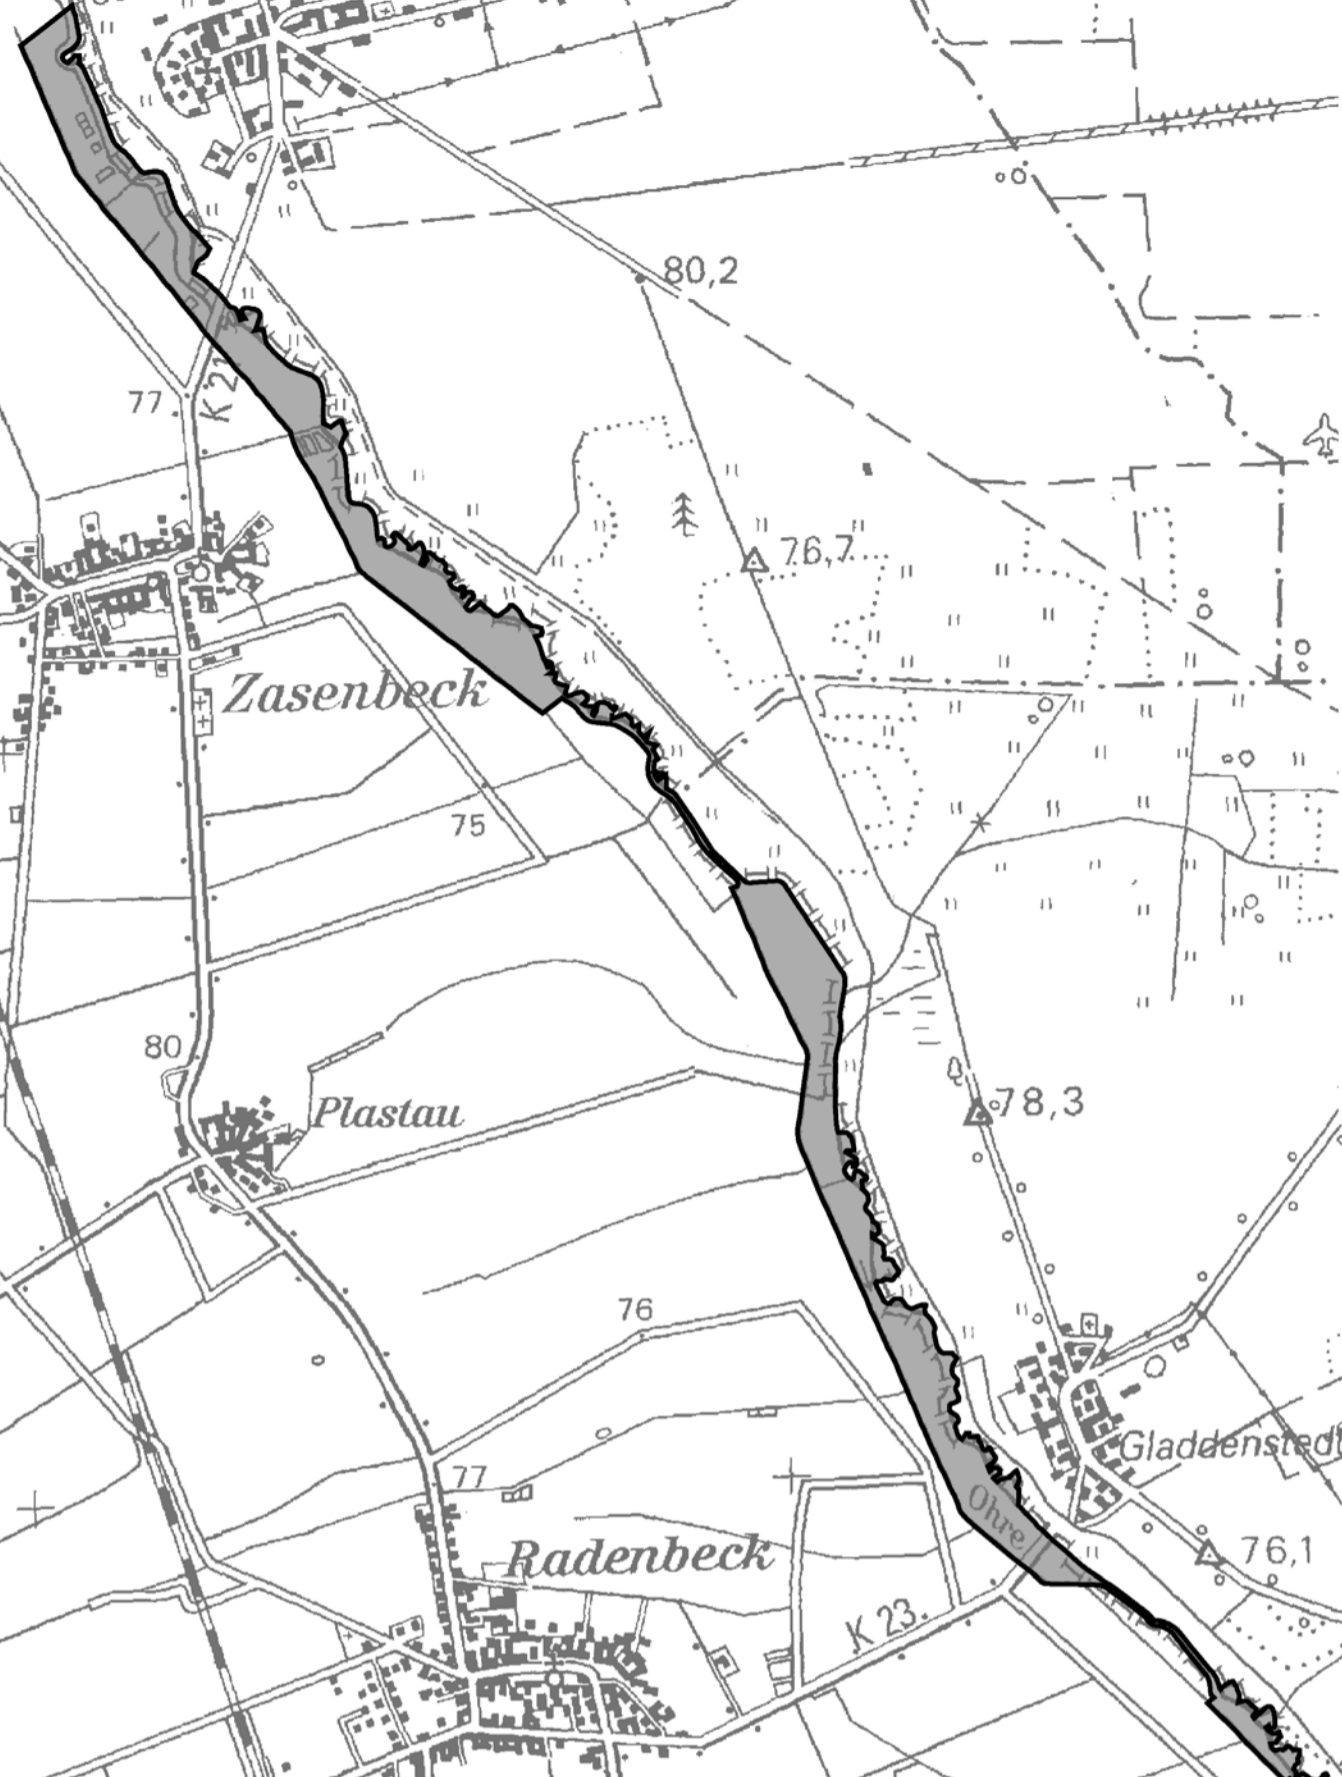 80,2
77
K 21
76,7
Zasenbeck
75
80
Plastau
78,3
76
Gladdenstedt
77
Ohre
Radenbeck
76,1
K 23.